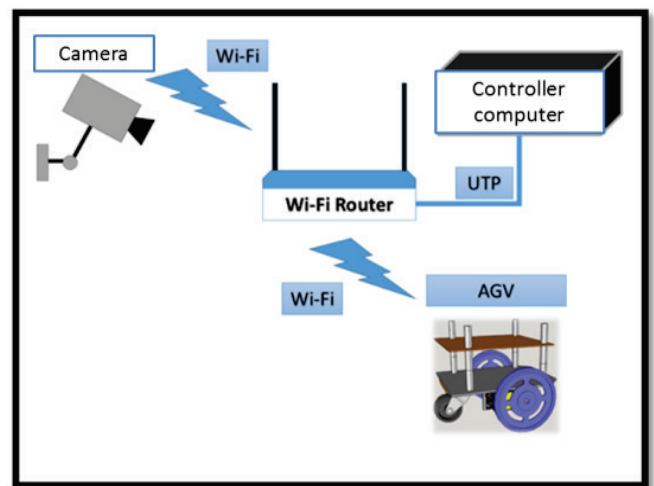 Camera
Wi-Fi
Controller
computer
UTP
Wi-Fi Router
Wi-Fi
AGV